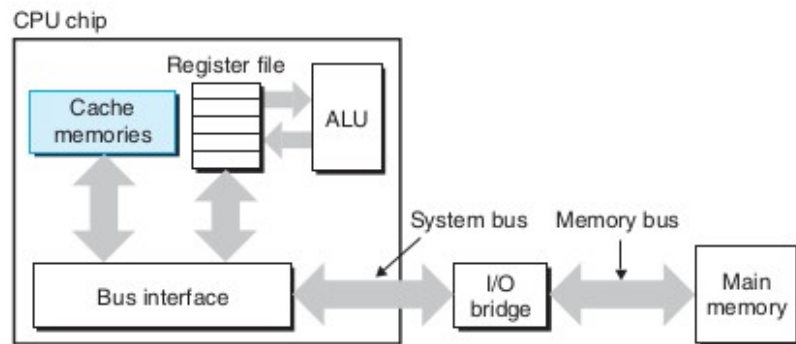 CPU chip
Register file
Cache
memories
ALU
System bus
Memory bus
Bus interface
I/O
bridge
Main
memory